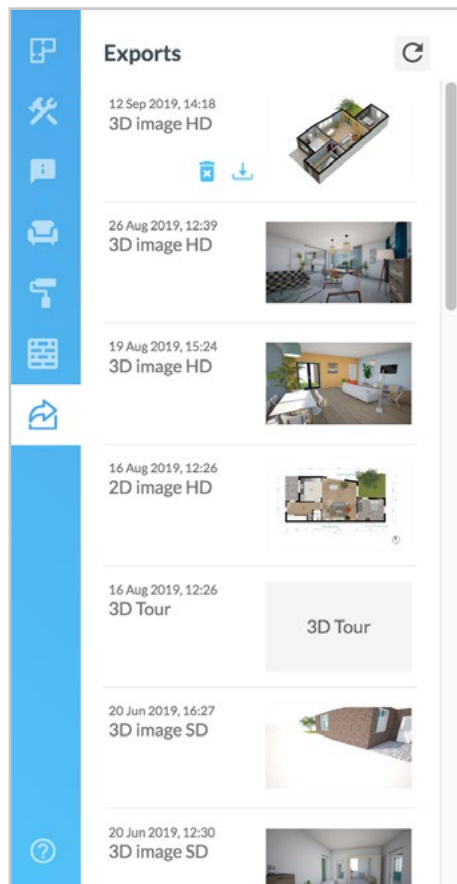 Exports
12 Sep 2019, 14:18
3D image HD
26 Aug 2019, 12:39
3D image HD
19 Aug 2019, 15:24
3D image HD
16 Aug 2019, 12:26
2D image HD
16 Aug 2019, 12:26
3D Tour
3D Tour
20 Jun 2019, 16:27
3D image SD
20 Jun 2019, 12:30
3D image SD